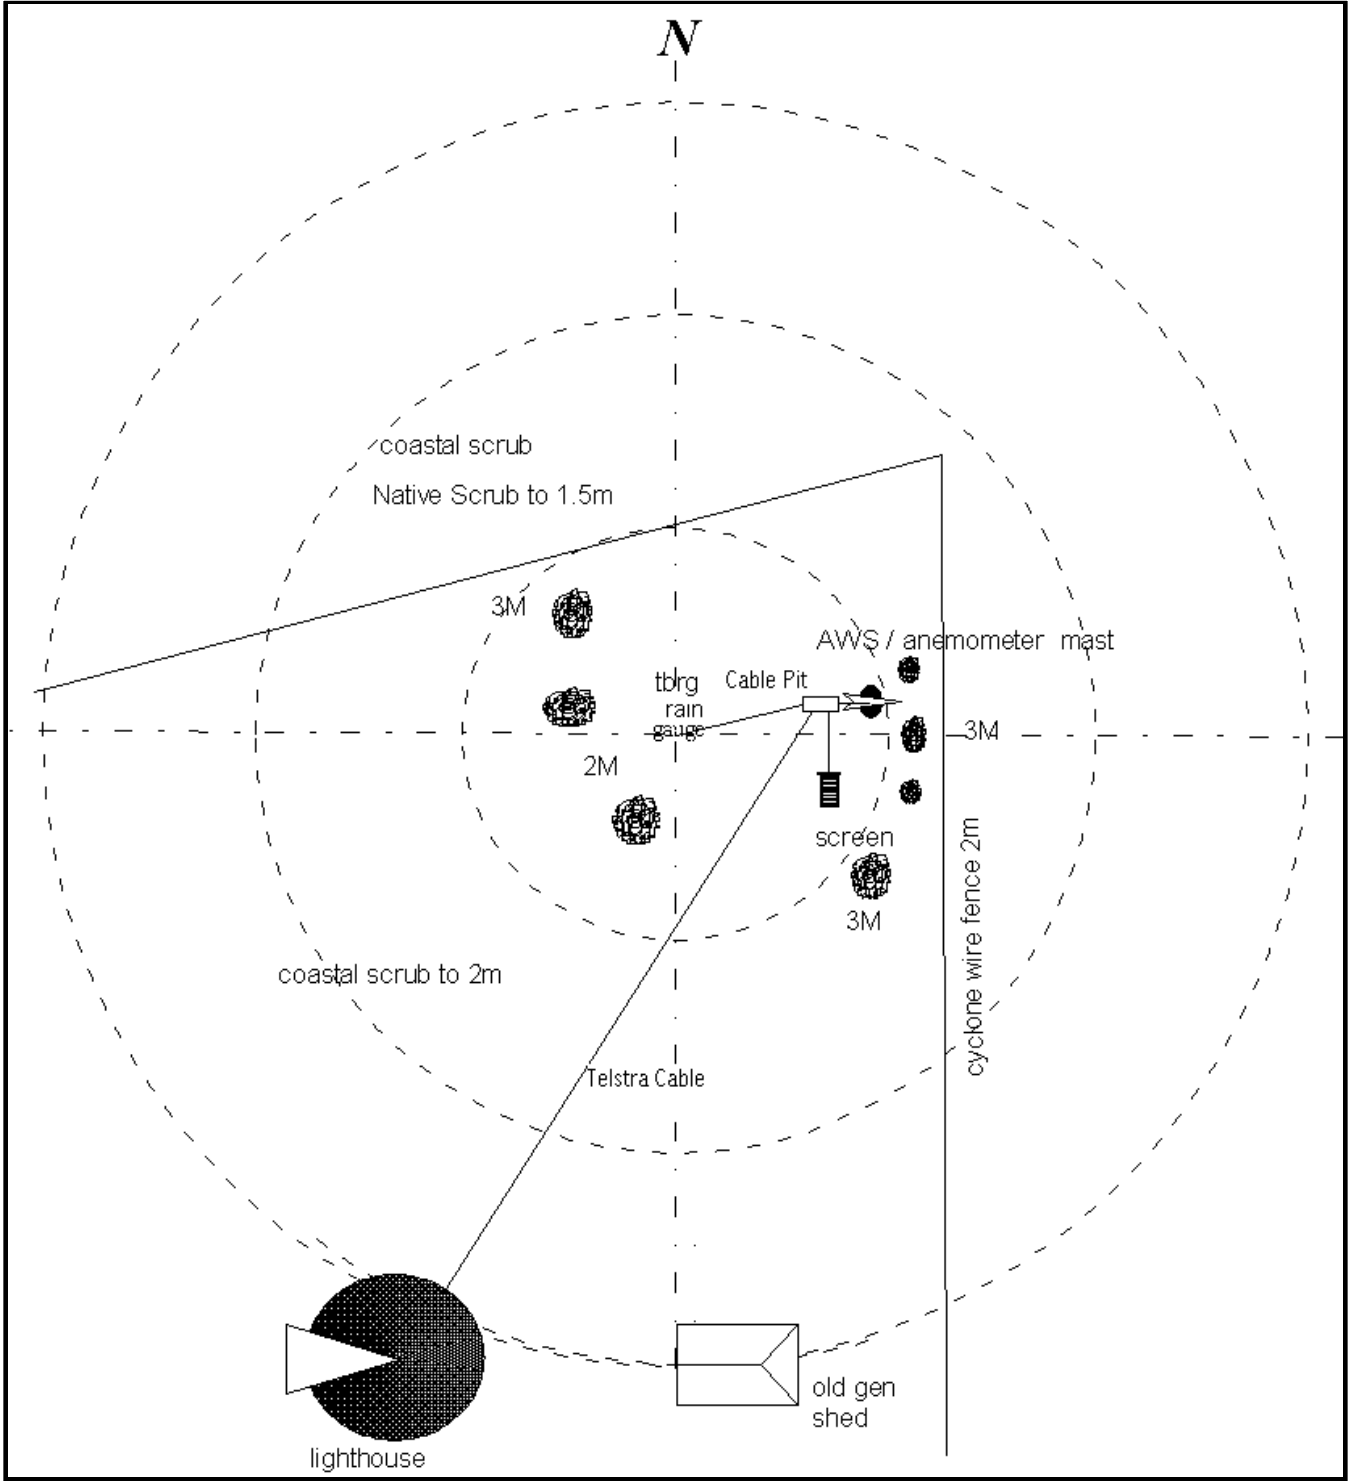 N
coastal scrub
Native Scrub to 1.5m
3M
AWS / anemometer mast
tbrg
Cable Pit
rain
gauge
3M
2M
screen
3M
cyclone wire fence 2m
coastal scrub to 2m
Telstra Cable
old gen
shed
lighthouse